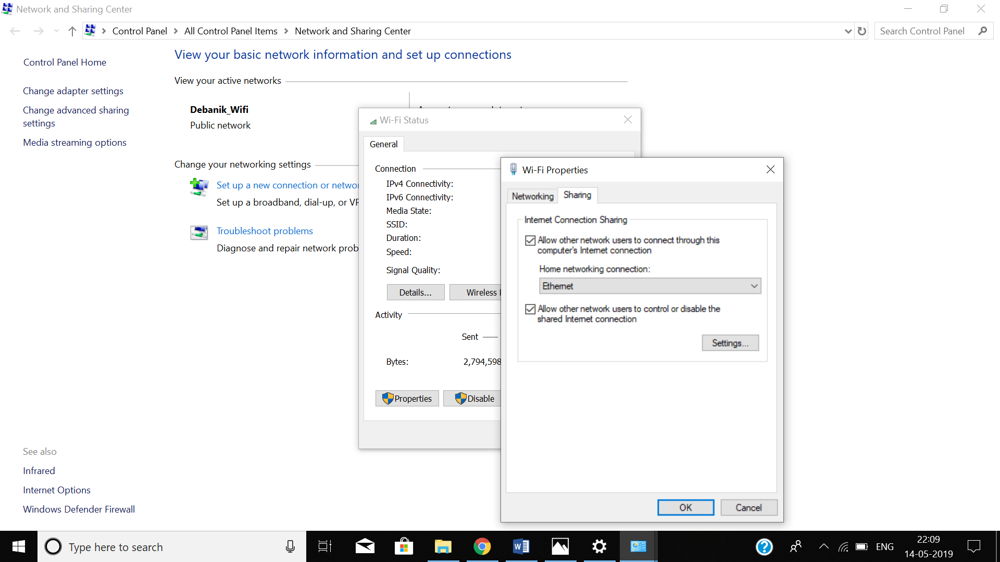 Network and Sharing Center
Control Panel > All Control Panel Items > Network and Sharing Center
Search Control Panel
Control Panel Home
Change adapter settings
Change advanced sharing
settings
Media streaming options
See also
Infrared
Internet Options
Windows Defender Firewall
View your basic network information and set up connections
View your active networks
Debanik_Wifi
Public network
Change your networking settings
Set up a new connection or
Set up a broadband, dial-up, or
Troubleshoot problems
Diagnose and repair network
Wi-Fi Status
General
Connection
IPv4 Connectivity:
IPv6 Connectivity:
Media State:
SSID:
Duration:
Speed:
Signal Quality:
Details...
Wireless
Activity
Sent
Bytes:
2,794,598
Properties
Disable
Wi-Fi Properties
Networking
Sharing
Internet Connection Sharing
Allow other network users to connect through this
computer's Internet connection
Home networking connection:
Ethernet
Allow other network users to control or disable the
shared Internet connection
Settings...
OK
Cancel
Type here to search
ENG
22:09
14-05-2019